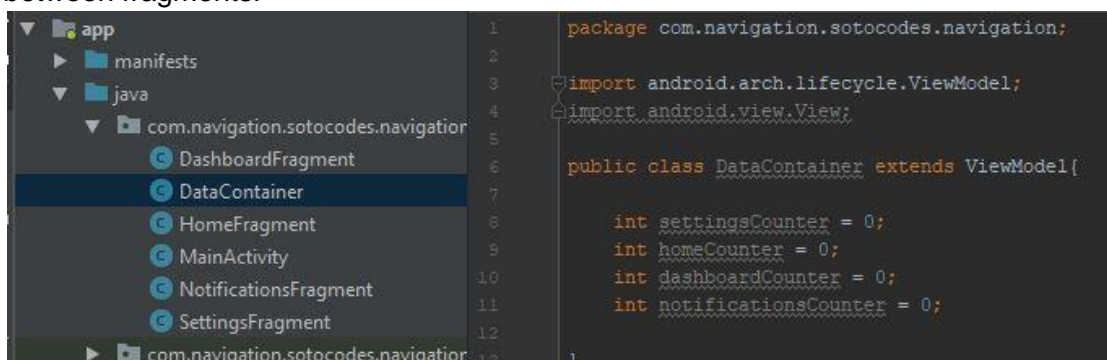 between fragments.
app
manifests
java
com.navigation.sotocodes.navigation
DashboardFragment
DataContainer
HomeFragment
MainActivity
NotificationsFragment
SettingsFragment
com.navigation.sotocodes.navigation
1 package com.navigation.sotocodes.navigation;
2
3 import android.arch.lifecycle.ViewModel;
4 import android.view.View;
5
6 public class DataContainer extends ViewModel{
7
8 int settingsCounter = 0;
9 int homeCounter = 0;
10 int dashboardCounter = 0;
11 int notificationsCounter = 0;
12